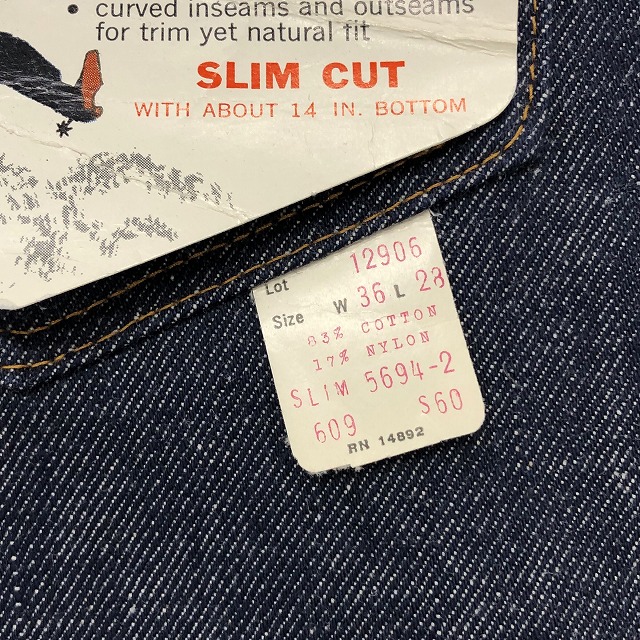 • curved inseams and outseams
for trim yet natural fit
SLIM CUT
WITH ABOUT 14 IN. BOTTOM
Lot 12906
Size W 36 L 28
83% COTTON
17% NYLON
SLIM 5694-2
609 S60
RN 14892